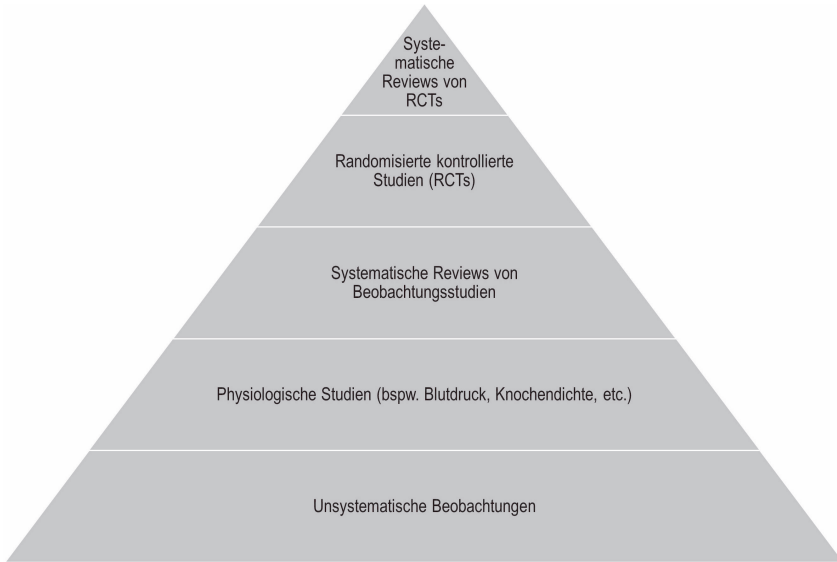 Syste-
matische
Reviews von
RCTs
Randomisierte kontrollierte
Studien (RCTs)
Systematische Reviews von
Beobachtungsstudien
Physiologische Studien (bspw. Blutdruck, Knochendichte, etc.)
Unsystematische Beobachtungen